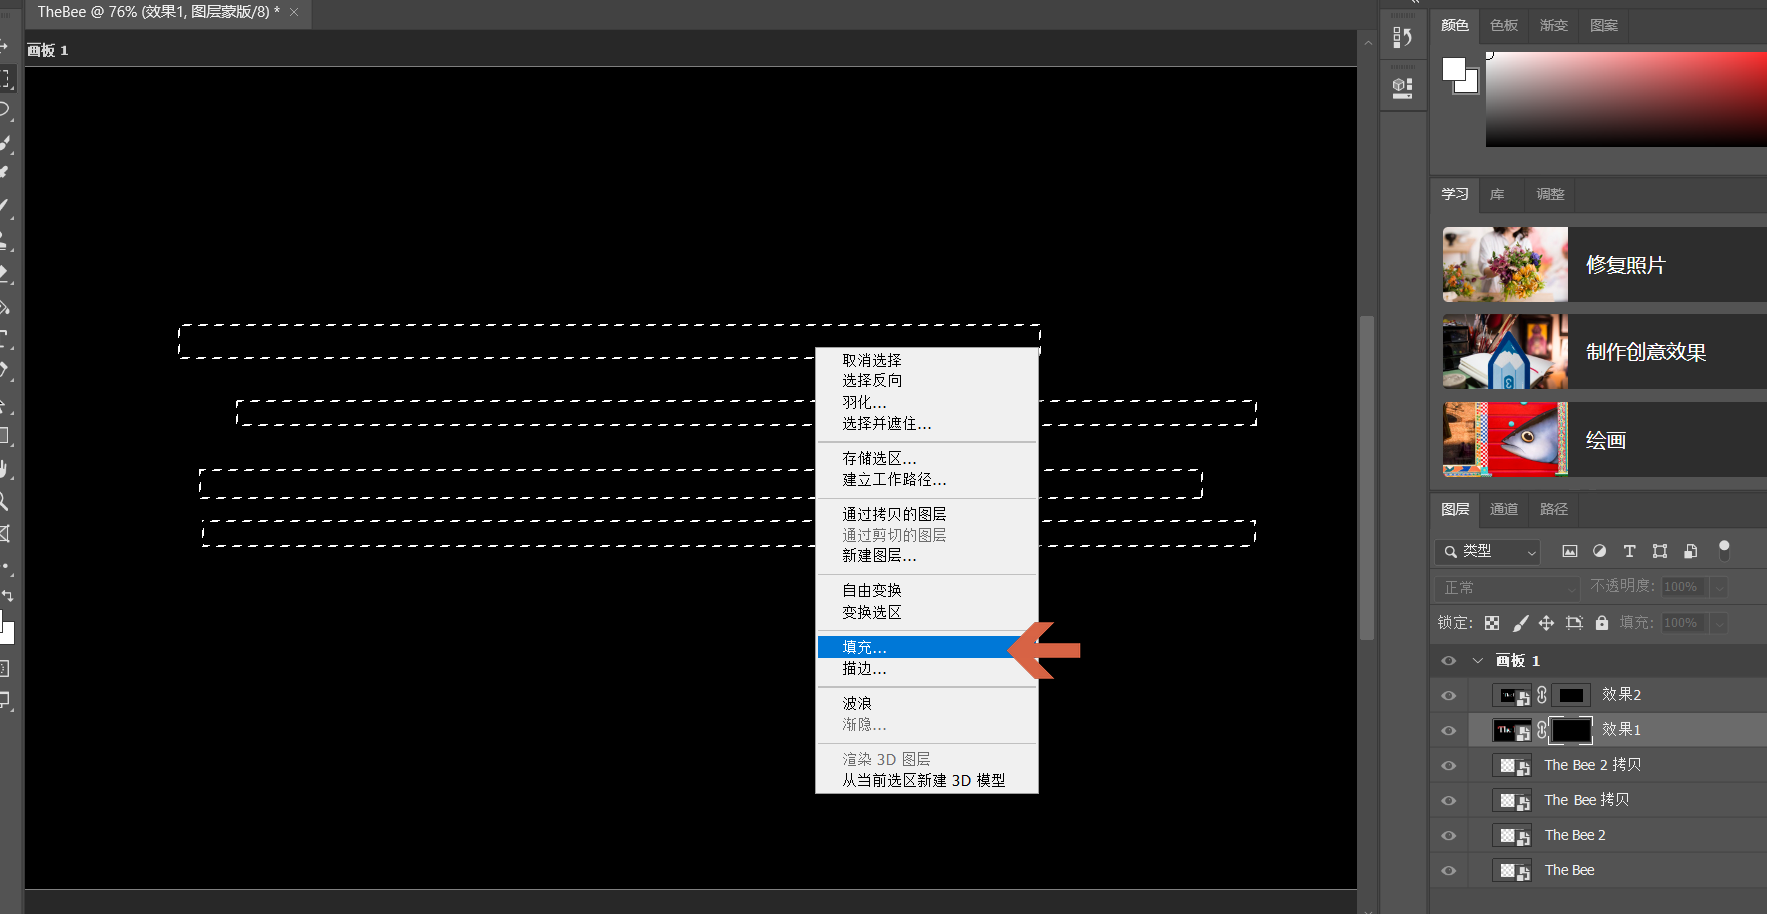 TheBee @ 76% (效果1, 图层蒙版/8) * ×
画板 1
取消选择
选择反向
羽化...
选择并遮住...
存储选区...
建立工作路径...
通过拷贝的图层
通过剪切的图层
新建图层...
自由变换
变换选区
填充...
描边...
波浪
渐隐...
渲染 3D 图层
从当前选区新建 3D 模型
颜色 色板 渐变 图案
学习 库 调整
修复照片
制作创意效果
绘画
图层 通道 路径
类型
正常 不透明度: 100%
锁定: 填充: 100%
画板 1
效果2
效果1
The Bee 2 拷贝
The Bee 拷贝
The Bee 2
The Bee